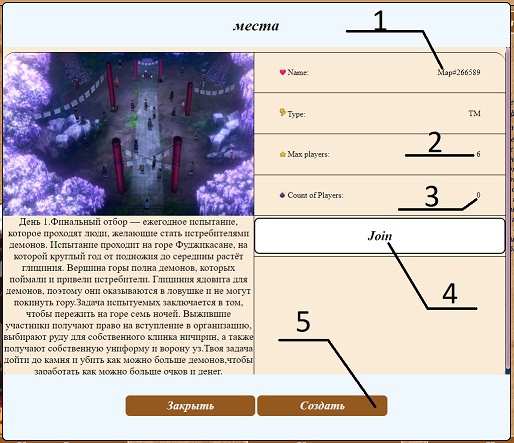 места
1
Name: Map#266589
Type: TM
2
Max players: 6
3
Count of Players: 0
Join
4
День 1.Финальный отбор — ежегодное испытание,
которое проходят люди, желающие стать истребителями
демонов. Испытание проходит на горе Фуджикасане, на
которой круглый год от подножия до середины растёт
глициния. Вершина горы полна демонов, которых
поймали и привели истребители. Глициния ядовита для
демонов, поэтому они оказываются в ловушке и не могут
покинуть гору.Задача испытуемых заключается в том,
чтобы пережить на горе семь ночей. Выжившие
участники получают право на вступление в организацию,
выбирают руду для собственного клинка ничирин, а также
получают собственную униформу и ворону уз.Твоя задача
дойти до камня и убить как можно больше демонов,чтобы
заработать как можно больше очков и денег.
5
Закрыть
Создать